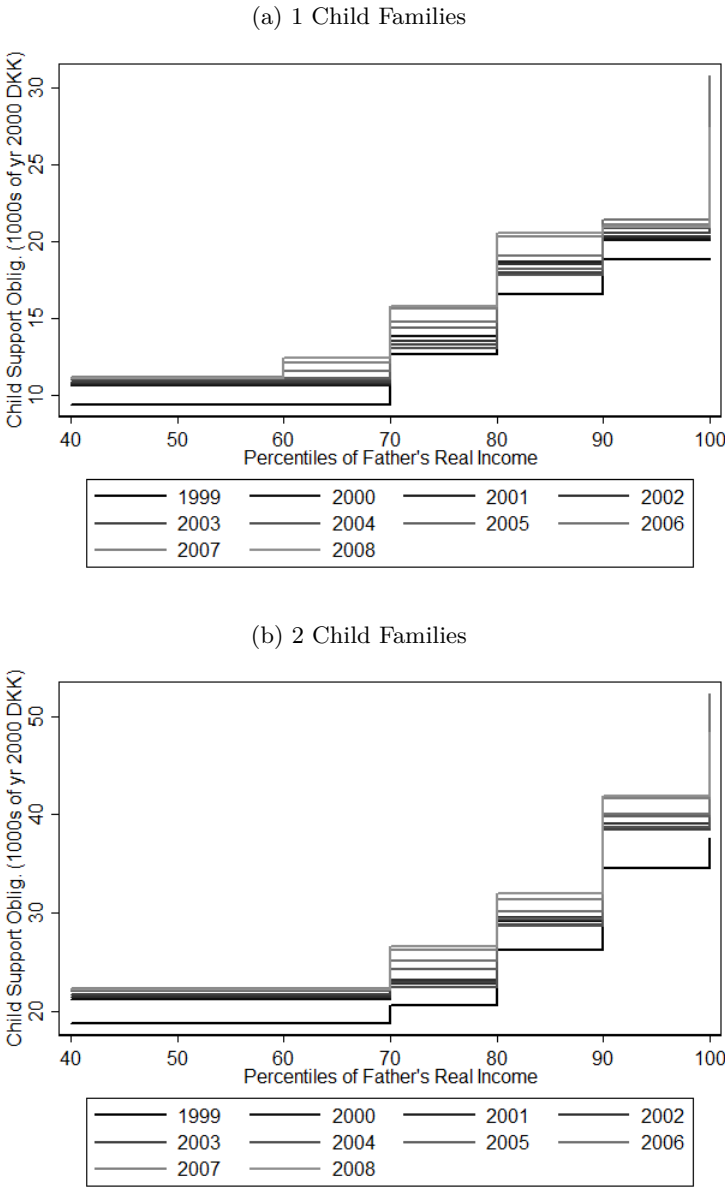 (a) 1 Child Families
Child Support Oblig. (1000s of yr 2000 DKK)
30
25
20
15
10
40 50 60 70 80 90 100
Percentiles of Father's Real Income
1999 2000 2001 2002
2003 2004 2005 2006
2007 2008
(b) 2 Child Families
Child Support Oblig. (1000s of yr 2000 DKK)
50
40
30
20
40 50 60 70 80 90 100
Percentiles of Father's Real Income
1999 2000 2001 2002
2003 2004 2005 2006
2007 2008